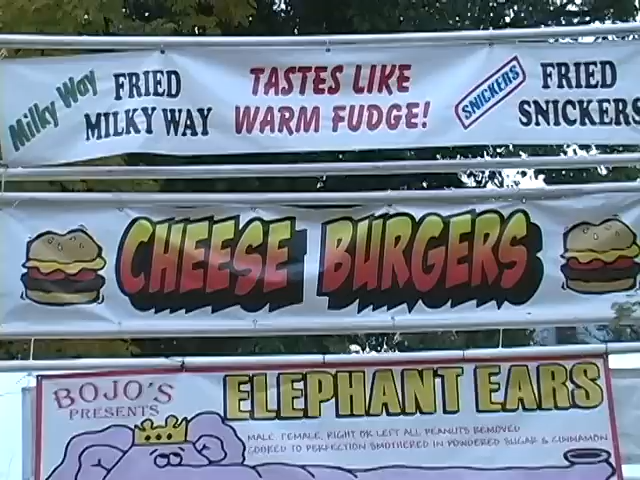 Milky Way FRIED MILKY WAY
TASTES LIKE WARM FUDGE!
SNICKERS FRIED SNICKERS
CHEESE BURGERS
BOJO'S PRESENTS
ELEPHANT EARS
MALE, FEMALE, RIGHT OR LEFT ALL PEANUTS REMOVED
COOKED TO PERFECTION SMOTHERED IN POWDERED SUGAR & CINNAMON